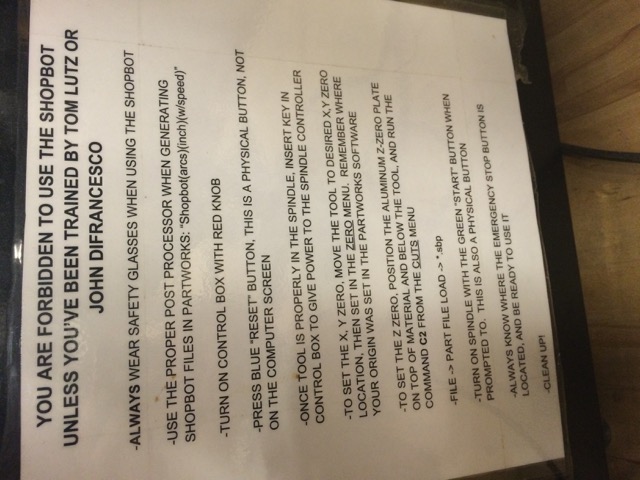 YOU ARE FORBIDDEN TO USE THE SHOPBOT
UNLESS YOU'VE BEEN TRAINED BY TOM LUTZ OR
JOHN DIFRANCESCO
-ALWAYS WEAR SAFETY GLASSES WHEN USING THE SHOPBOT
-USE THE PROPER POST PROCESSOR WHEN GENERATING
SHOPBOT FILES IN PARTWORKS: "Shopbot(arcs)(inch)(w/speed)"
-TURN ON CONTROL BOX WITH RED KNOB
-PRESS BLUE "RESET" BUTTON, THIS IS A PHYSICAL BUTTON, NOT
ON THE COMPUTER SCREEN
-ONCE TOOL IS PROPERLY IN THE SPINDLE, INSERT KEY IN
CONTROL BOX TO GIVE POWER TO THE SPINDLE CONTROLLER
-TO SET THE X, Y ZERO, MOVE THE TOOL TO DESIRED X,Y ZERO
LOCATION, THEN SET IN THE ZERO MENU. REMEMBER WHERE
YOUR ORIGIN WAS SET IN THE PARTWORKS SOFTWARE
-TO SET THE Z ZERO, POSITION THE ALUMINUM Z-ZERO PLATE
ON TOP OF MATERIAL AND BELOW THE TOOL, AND RUN THE
COMMAND C2 FROM THE CUTS MENU
-FILE -> PART FILE LOAD -> *.sbp
-TURN ON SPINDLE WITH THE GREEN "START" BUTTON WHEN
PROMPTED TO. THIS IS ALSO A PHYSICAL BUTTON
-ALWAYS KNOW WHERE THE EMERGENCY STOP BUTTON IS
LOCATED, AND BE READY TO USE IT
-CLEAN UP!